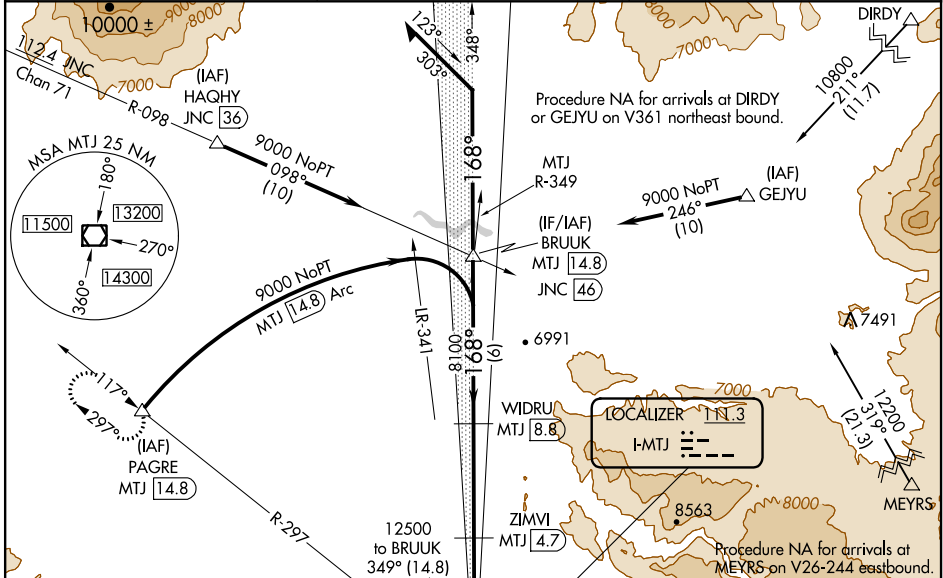 9000
10000 ±
8000
7000
7000
7000
112.4 JNC
Chan 71
R-098
(IAF)
HAQHY
JNC 36
9000 NoPT
098°
(10)
123°
303°
348°
168°
Procedure NA for arrivals at DIRDY
or GEJYU on V361 northeast bound.
DIRDY
10800
211°
(11.7)
MSA MTJ 25 NM
180°
11500
13200
270°
14300
360°
MTJ
R-349
(IF/IAF)
BRUUK
MTJ 14.8
JNC 46
(IAF)
GEJYU
9000 NoPT
246°
(10)
9000 NoPT
MTJ 14.8 Arc
LR-341
8100
168°
(6)
6991
7491
117°
297°
(IAF)
PAGRE
MTJ 14.8
R-297
WIDRU
MTJ 8.8
7000
LOCALIZER 111.3
I-MTJ
12200
319°
(21.3)
MEYRS
8563
8000
ZIMVI
MTJ 4.7
12500
to BRUUK
349° (14.8)
Procedure NA for arrivals at
MEYRS on V26-244 eastbound.